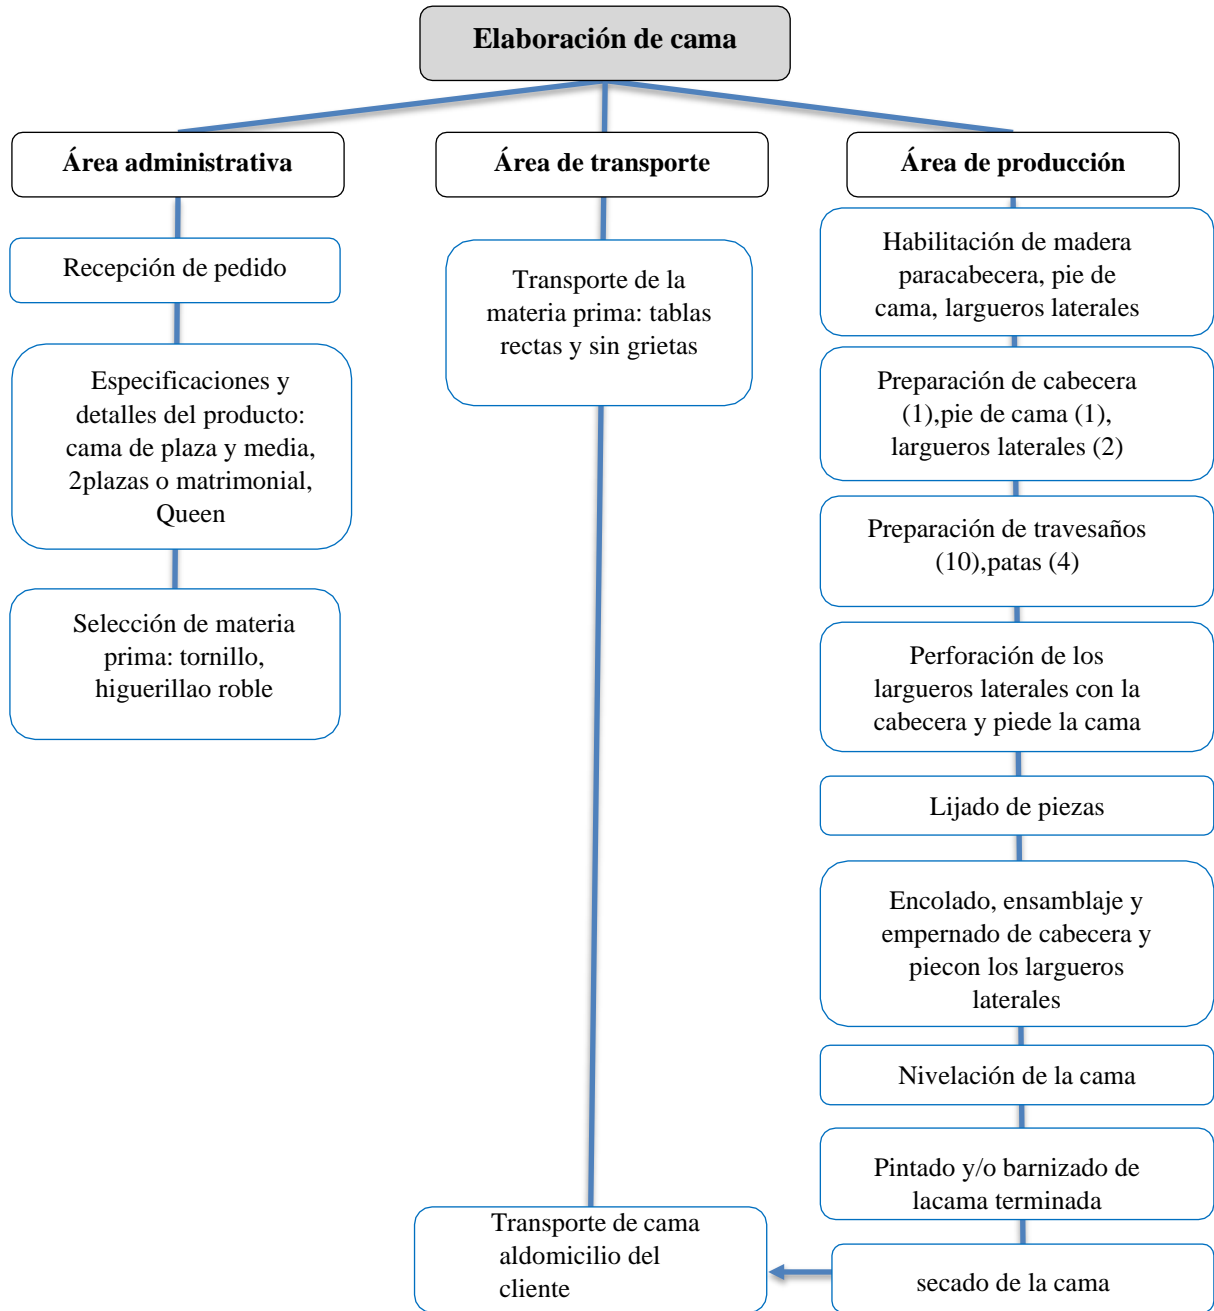 Elaboración de cama
Área administrativa
Recepción de pedido
Especificaciones y
detalles del producto:
cama de plaza y media,
2plazas o matrimonial,
Queen
Selección de materia
prima: tornillo,
higuerillao roble
Área de transporte
Transporte de la
materia prima: tablas
rectas y sin grietas
Transporte de cama
aldomicilio del
cliente
Área de producción
Habilitación de madera
paracabecera, pie de
cama, largueros laterales
Preparación de cabecera
(1),pie de cama (1),
largueros laterales (2)
Preparación de travesaños
(10),patas (4)
Perforación de los
largueros laterales con la
cabecera y piede la cama
Lijado de piezas
Encolado, ensamblaje y
empernado de cabecera y
piecon los largueros
laterales
Nivelación de la cama
Pintado y/o barnizado de
lacama terminada
secado de la cama